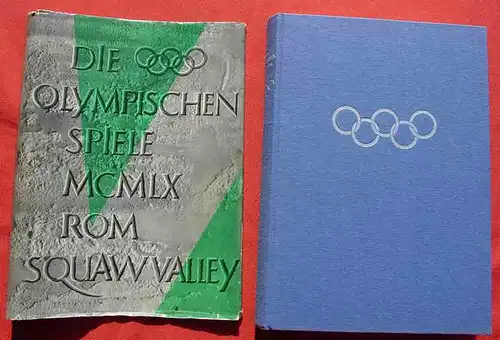 DIE
OLYMPISCHEN
SPIELE
MCMLX
ROM
SQUAW VALLEY